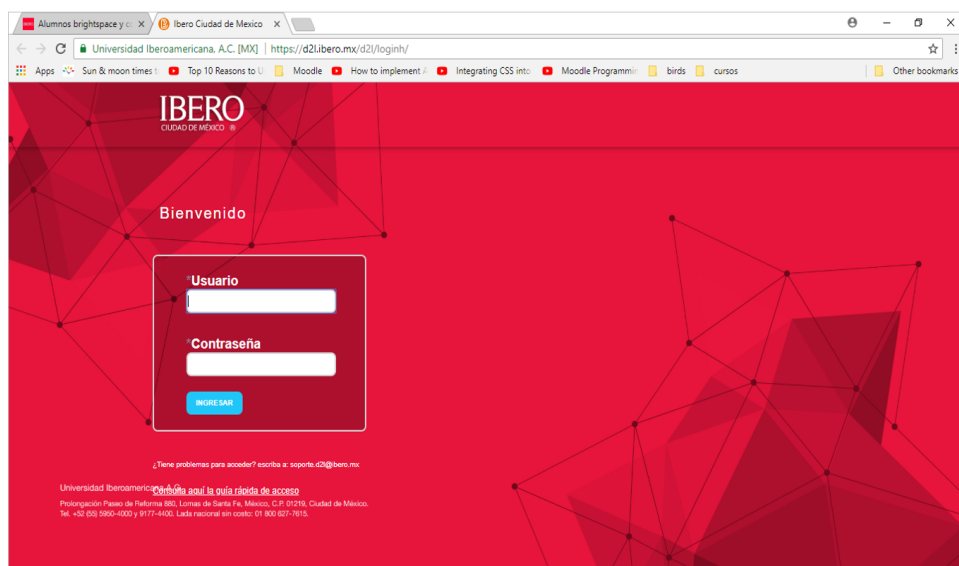 Alumnos brightspace y c
Ibero Ciudad de Mexico
Universidad Iberoamericana, A.C. [MX] | https://d2l.ibero.mx/d2l/loginh/
Apps Sun & moon times t Top 10 Reasons to U Moodle How to implement A Integrating CSS into Moodle Programmin birds cursos Other bookmarks
IBERO
CIUDAD DE MÉXICO ®
Bienvenido
*Usuario
*Contraseña
INGRESAR
¿Tiene problemas para acceder? escriba a: soporte.d2l@ibero.mx
Universidad Iberoamericana A.C.
Consulta aquí la guía rápida de acceso
Prolongación Paseo de Reforma 880, Lomas de Santa Fe, México, C.P. 01219, Ciudad de México.
Tel. +52 (55) 5950-4000 y 9177-4400. Lada nacional sin costo: 01 800 627-7615.